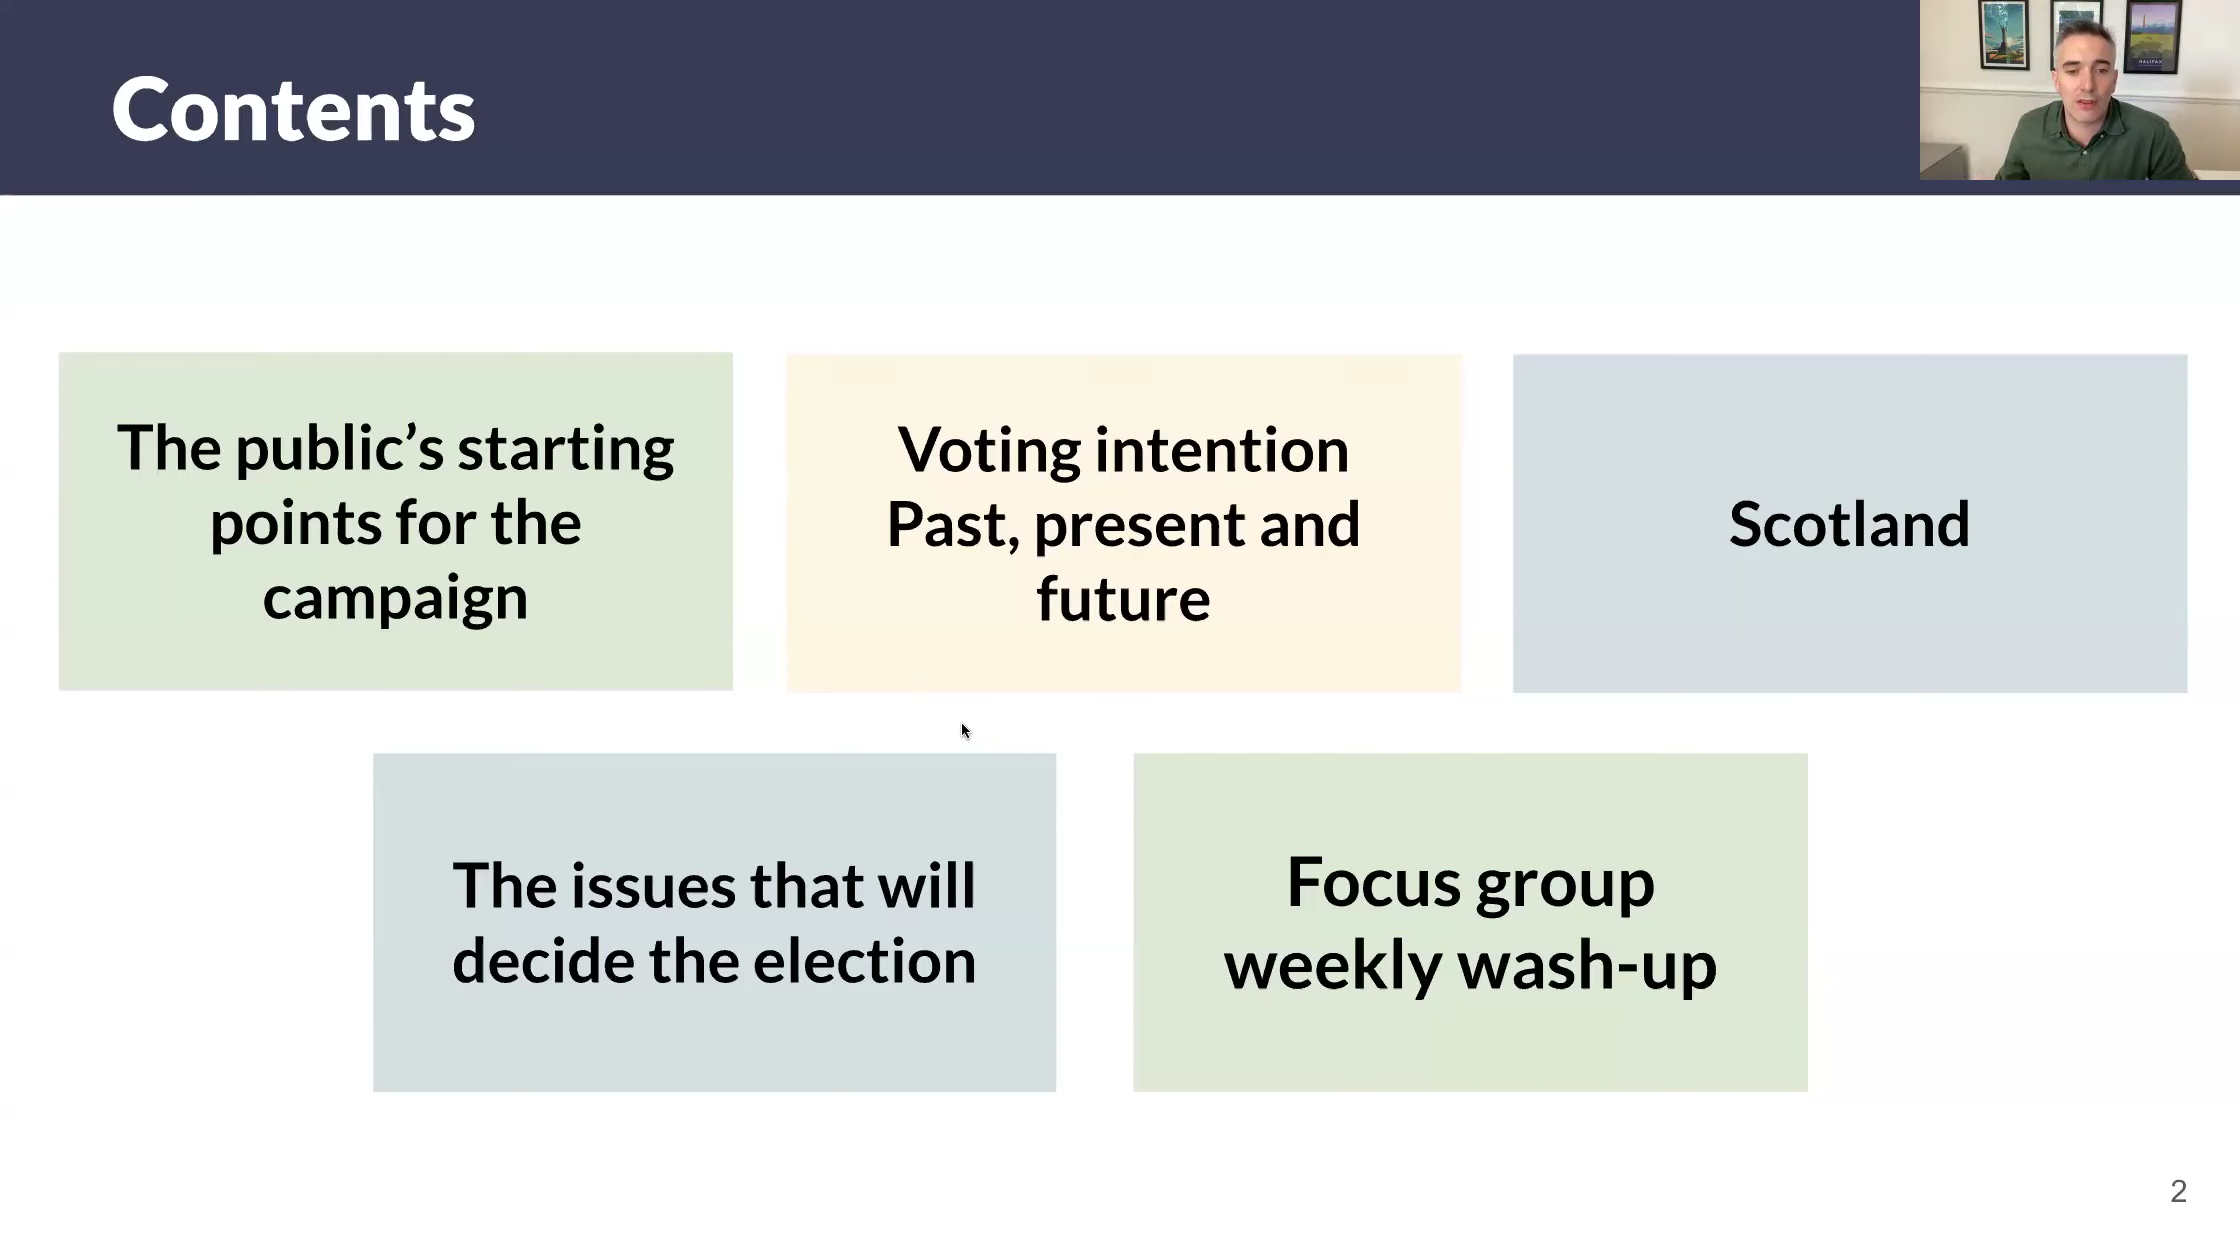 Contents
HALIFAX
The public’s starting
points for the
campaign
Voting intention
Past, present and
future
Scotland
The issues that will
decide the election
Focus group
weekly wash-up
2